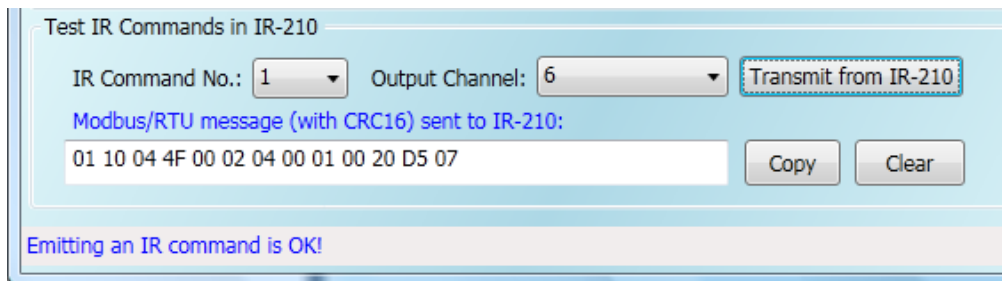 Test IR Commands in IR-210
IR Command No.: 1 Output Channel: 6 Transmit from IR-210
Modbus/RTU message (with CRC16) sent to IR-210:
01 10 04 4F 00 02 04 00 01 00 20 D5 07 Copy Clear
Emitting an IR command is OK!